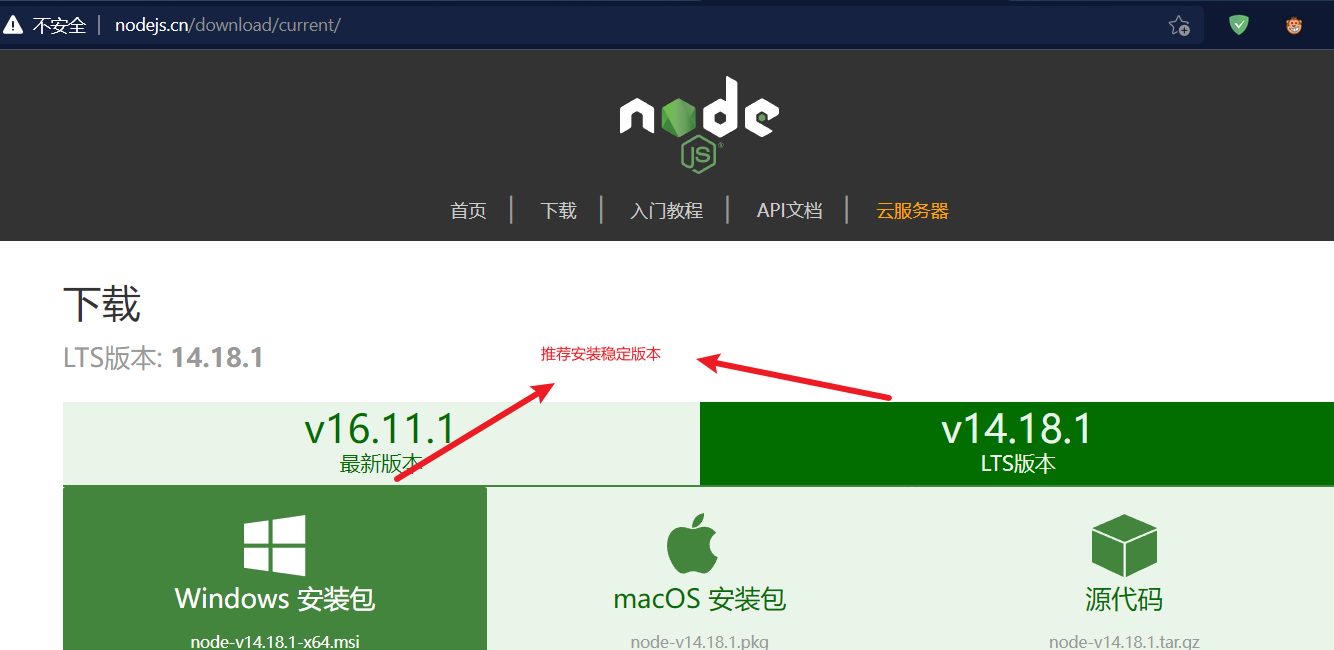 不安全 nodejs.cn/download/current/
node
JS
首页 下载 入门教程 API文档 云服务器
下载
LTS版本: 14.18.1
推荐安装稳定版本
v16.11.1
最新版本
v14.18.1
LTS版本
Windows 安装包
node-v14.18.1-x64.msi
macOS 安装包
node-v14.18.1.pkg
源代码
node-v14.18.1.tar.gz